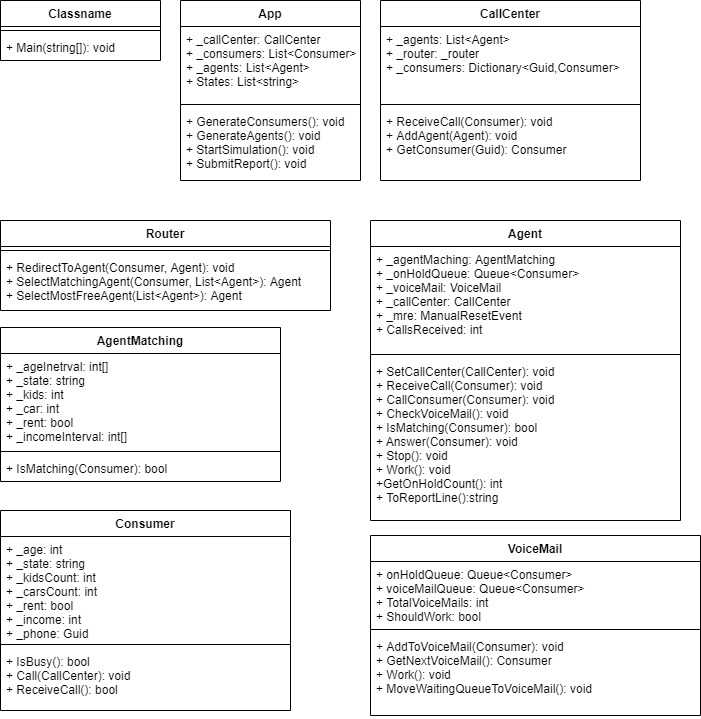 Classname
+ Main(string[]): void
App
+ _callCenter: CallCenter
+ _consumers: List<Consumer>
+ _agents: List<Agent>
+ States: List<string>
+ GenerateConsumers(): void
+ GenerateAgents(): void
+ StartSimulation(): void
+ SubmitReport(): void
CallCenter
+ _agents: List<Agent>
+ _router: _router
+ _consumers: Dictionary<Guid,Consumer>
+ ReceiveCall(Consumer): void
+ AddAgent(Agent): void
+ GetConsumer(Guid): Consumer
Router
+ RedirectToAgent(Consumer, Agent): void
+ SelectMatchingAgent(Consumer, List<Agent>): Agent
+ SelectMostFreeAgent(List<Agent>): Agent
Agent
+ _agentMaching: AgentMatching
+ _onHoldQueue: Queue<Consumer>
+ _voiceMail: VoiceMail
+ _callCenter: CallCenter
+ _mre: ManualResetEvent
+ CallsReceived: int
+ SetCallCenter(CallCenter): void
+ ReceiveCall(Consumer): void
+ CallConsumer(Consumer): void
+ CheckVoiceMail(): void
+ IsMatching(Consumer): bool
+ Answer(Consumer): void
+ Stop(): void
+ Work(): void
+GetOnHoldCount(): int
+ ToReportLine():string
AgentMatching
+ _ageInetrval: int[]
+ _state: string
+ _kids: int
+ _car: int
+ _rent: bool
+ _incomeInterval: int[]
+ IsMatching(Consumer): bool
Consumer
+ _age: int
+ _state: string
+ _kidsCount: int
+ _carsCount: int
+ _rent: bool
+ _income: int
+ _phone: Guid
+ IsBusy(): bool
+ Call(CallCenter): void
+ ReceiveCall(): bool
VoiceMail
+ onHoldQueue: Queue<Consumer>
+ voiceMailQueue: Queue<Consumer>
+ TotalVoiceMails: int
+ ShouldWork: bool
+ AddToVoiceMail(Consumer): void
+ GetNextVoiceMail(): Consumer
+ Work(): void
+ MoveWaitingQueueToVoiceMail(): void